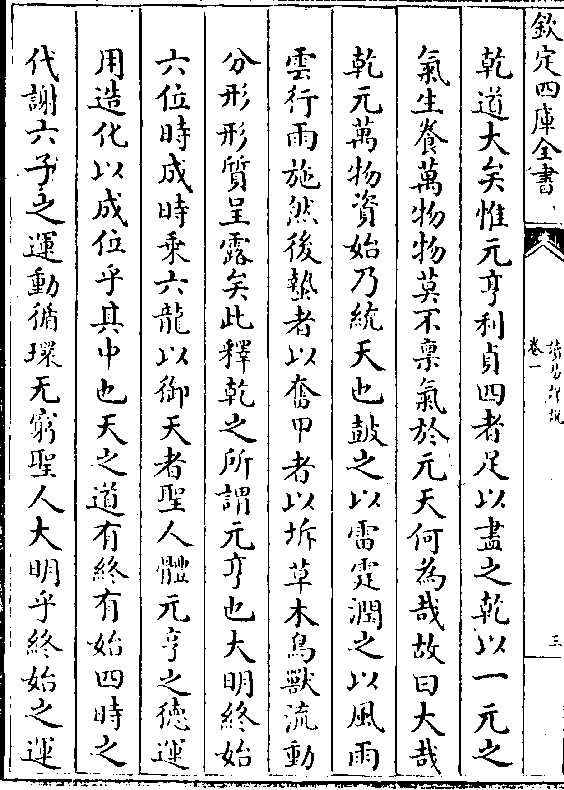 欽定四庫全書
卷一
三
乾道大矣惟元亨利貞四者足以盡之乾以一元之
氣生養萬物物莫不稟氣於元天何為哉故曰大哉
乾元萬物資始乃統天也鼓之以雷霆潤之以風雨
雲行雨施然後蟄者以奮甲者以坼草木鳥獸流動
分形形質呈露矣此釋乾之所謂元亨也大明終始
六位時成時乗六龍以御天者聖人體元亨之德運
用造化以成位乎其中也天之道有終有始四時之
代謝六子之運動循環无窮聖人大明乎終始之運